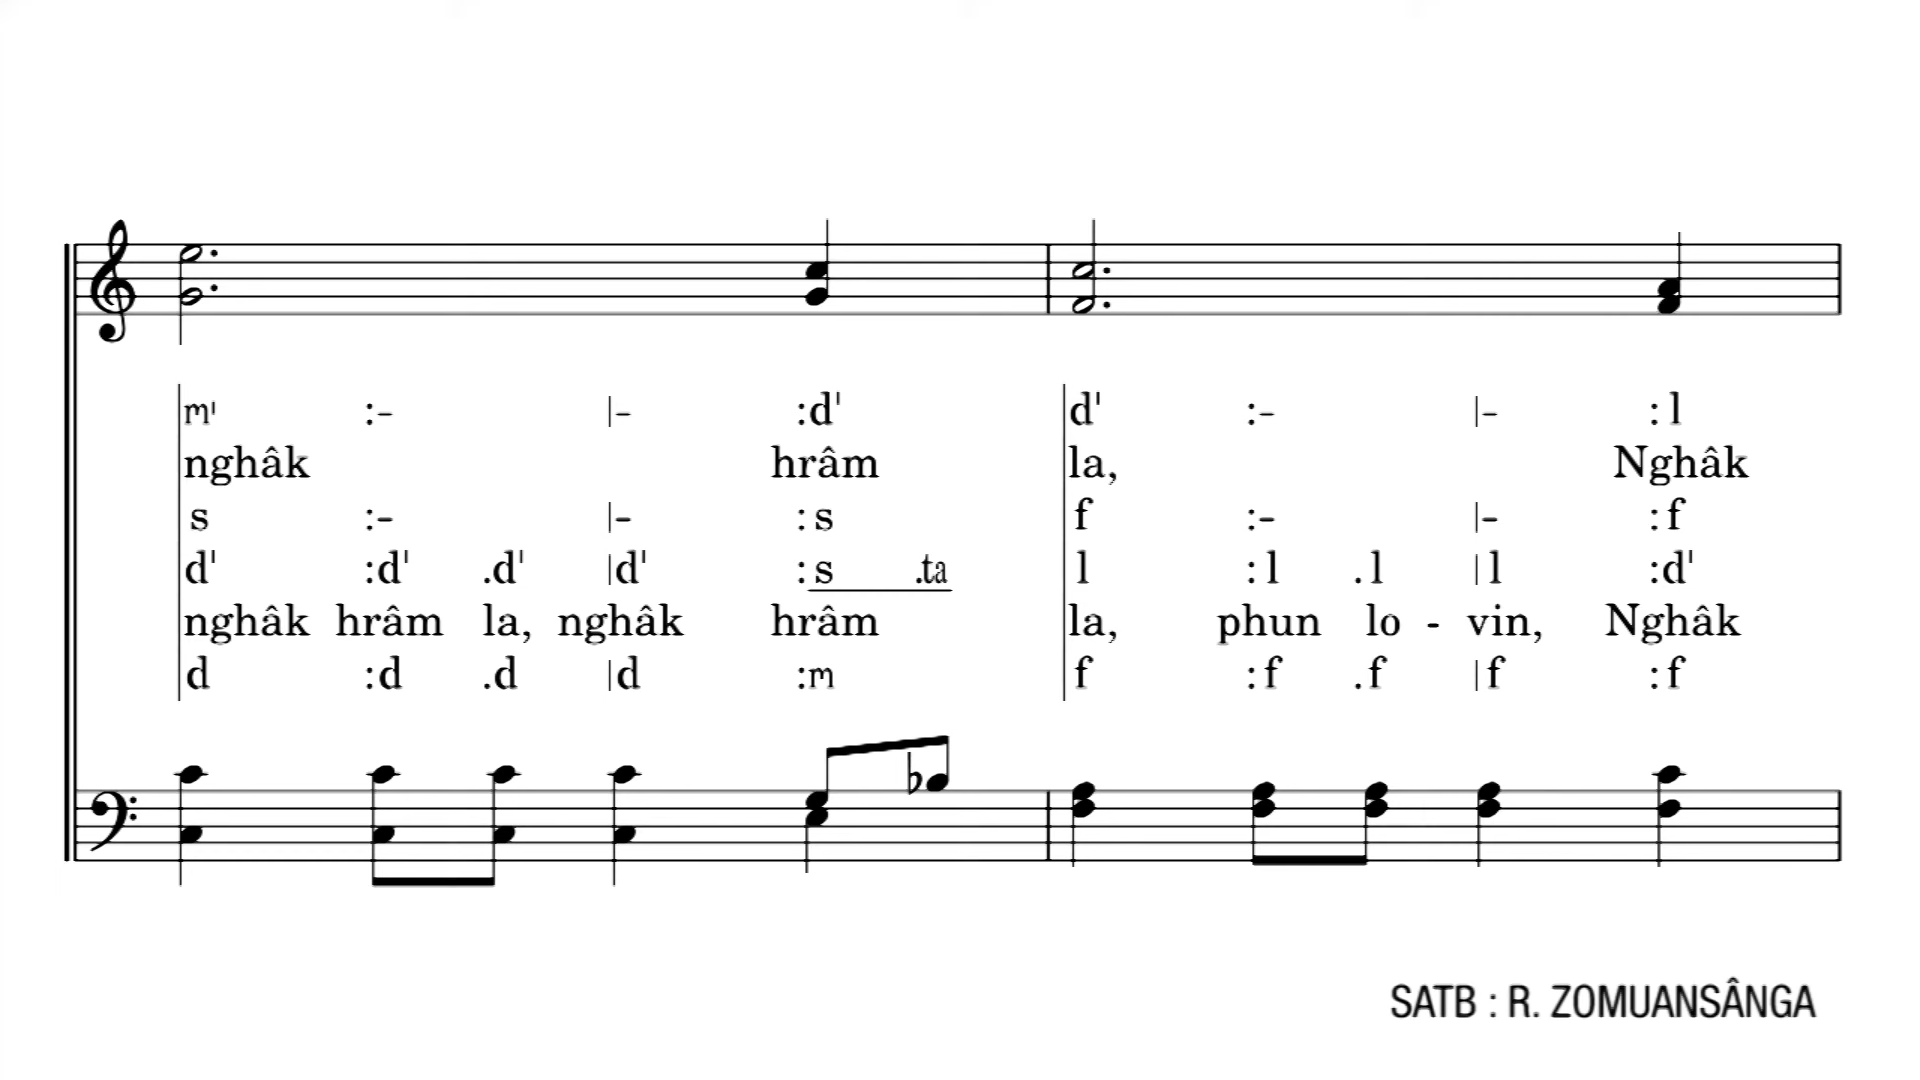 m' :- |- :d' d' :- |- :l
nghâk hrâm la, Nghâk
s :- |- :s f :- |- :f
d' :d' .d' |d' :s .ta l :l .l |l :d'
nghâk hrâm la, nghâk hrâm la, phun lo - vin, Nghâk
d :d .d |d :m f :f .f |f :f
SATB : R. ZOMUANSÂNGA